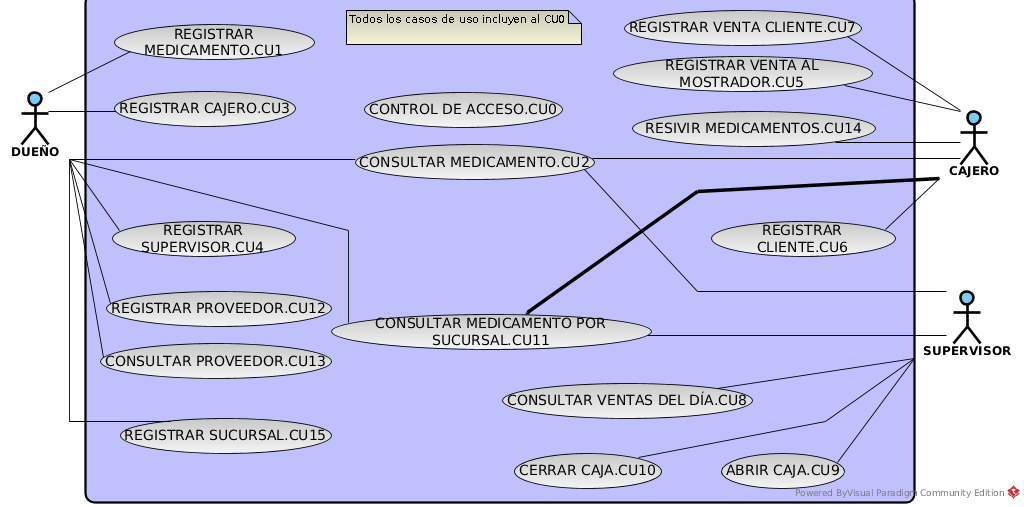 Todos los casos de uso incluyen al CU0
REGISTRAR
MEDICAMENTO.CU1
REGISTRAR VENTA CLIENTE.CU7
REGISTRAR VENTA AL
MOSTRADOR.CU5
REGISTRAR CAJERO.CU3
CONTROL DE ACCESO.CU0
RESIVIR MEDICAMENTOS.CU14
DUEÑO
CONSULTAR MEDICAMENTO.CU2
CAJERO
REGISTRAR
SUPERVISOR.CU4
REGISTRAR
CLIENTE.CU6
REGISTRAR PROVEEDOR.CU12
CONSULTAR MEDICAMENTO POR
SUCURSAL.CU11
SUPERVISOR
CONSULTAR PROVEEDOR.CU13
CONSULTAR VENTAS DEL DÍA.CU8
REGISTRAR SUCURSAL.CU15
CERRAR CAJA.CU10
ABRIR CAJA.CU9
Powered ByVisual Paradigm Community Edition